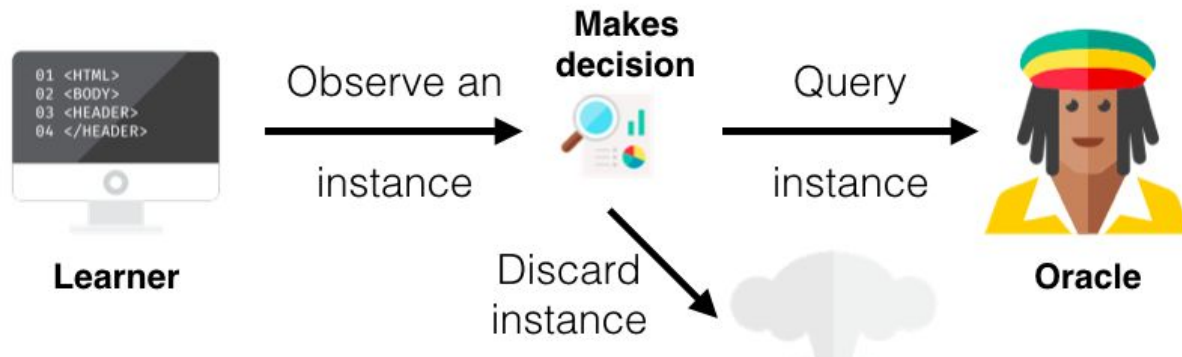 01 <HTML>
02 <BODY>
03 <HEADER>
04 </HEADER>
Learner
Observe an
instance
Makes
decision
Discard
instance
Query
instance
Oracle